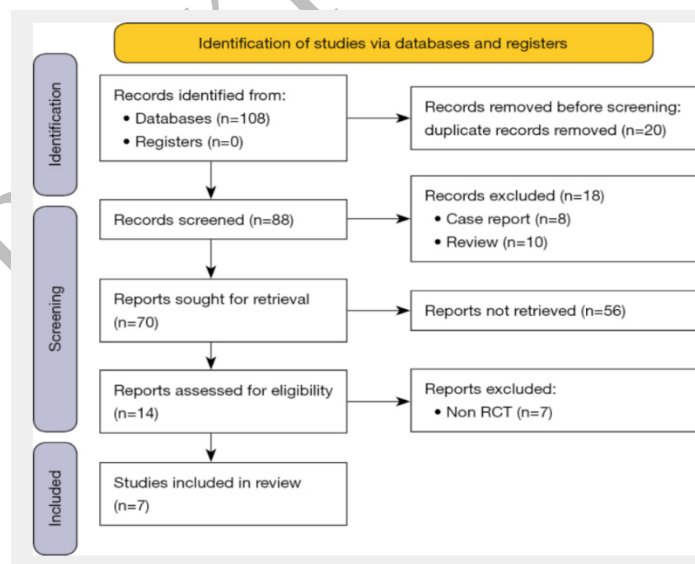 Identification of studies via databases and registers
Identification
Records identified from:
• Databases (n=108)
• Registers (n=0)
Records removed before screening:
duplicate records removed (n=20)
Screening
Records screened (n=88)
Records excluded (n=18)
• Case report (n=8)
• Review (n=10)
Reports sought for retrieval
(n=70)
Reports not retrieved (n=56)
Reports assessed for eligibility
(n=14)
Reports excluded:
• Non RCT (n=7)
Included
Studies included in review
(n=7)